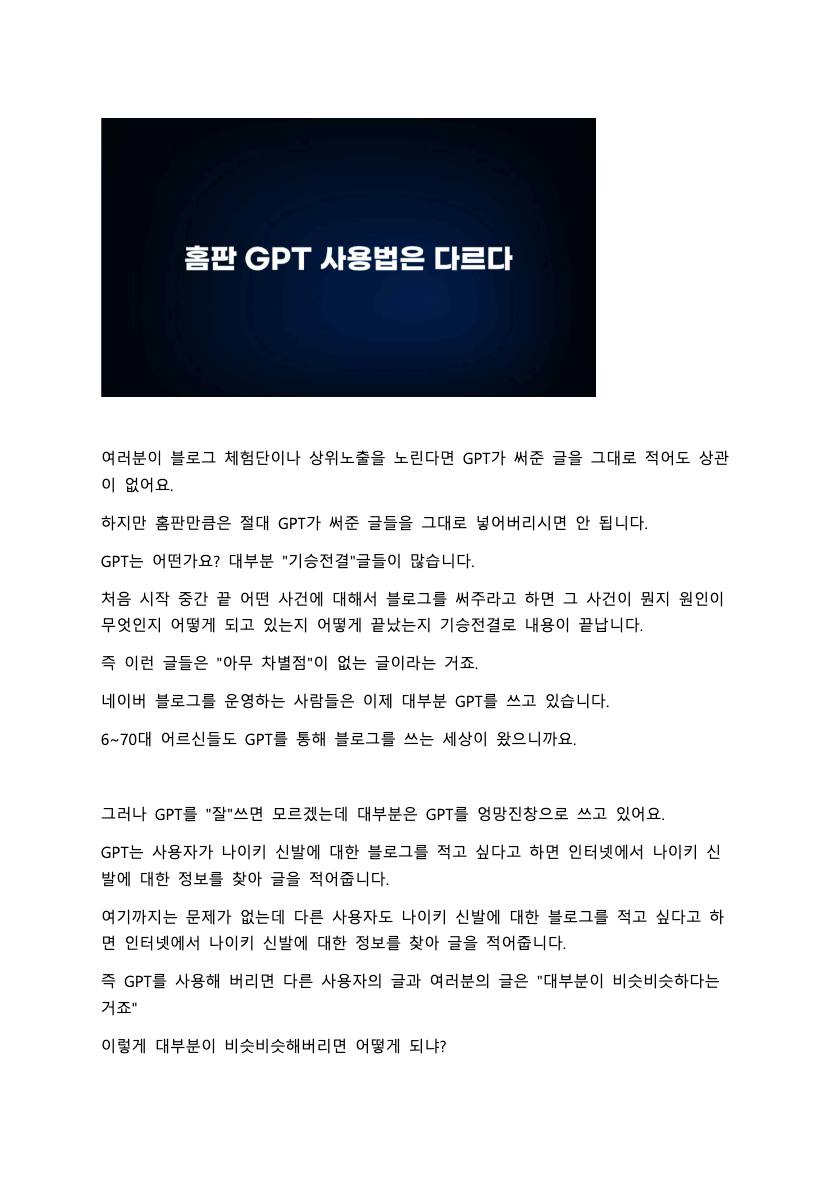 홈판 GPT 사용법은 다르다
여러분이 블로그 체험단이나 상위노출을 노린다면 GPT가 써준 글을 그대로 적어도 상관
이 없어요.
하지만 홈판만큼은 절대 GPT가 써준 글들을 그대로 넣어버리시면 안 됩니다.
GPT는 어떤가요? 대부분 "기승전결"글들이 많습니다.
처음 시작 중간 끝 어떤 사건에 대해서 블로그를 써주라고 하면 그 사건이 뭔지 원인이
무엇인지 어떻게 되고 있는지 어떻게 끝났는지 기승전결로 내용이 끝납니다.
즉 이런 글들은 "아무 차별점"이 없는 글이라는 거죠.
네이버 블로그를 운영하는 사람들은 이제 대부분 GPT를 쓰고 있습니다.
6~70대 어르신들도 GPT를 통해 블로그를 쓰는 세상이 왔으니까요.
그러나 GPT를 "잘"쓰면 모르겠는데 대부분은 GPT를 엉망진창으로 쓰고 있어요.
GPT는 사용자가 나이키 신발에 대한 블로그를 적고 싶다고 하면 인터넷에서 나이키 신
발에 대한 정보를 찾아 글을 적어줍니다.
여기까지는 문제가 없는데 다른 사용자도 나이키 신발에 대한 블로그를 적고 싶다고 하
면 인터넷에서 나이키 신발에 대한 정보를 찾아 글을 적어줍니다.
즉 GPT를 사용해 버리면 다른 사용자의 글과 여러분의 글은 "대부분이 비슷비슷하다는
거죠"
이렇게 대부분이 비슷비슷해버리면 어떻게 되냐?